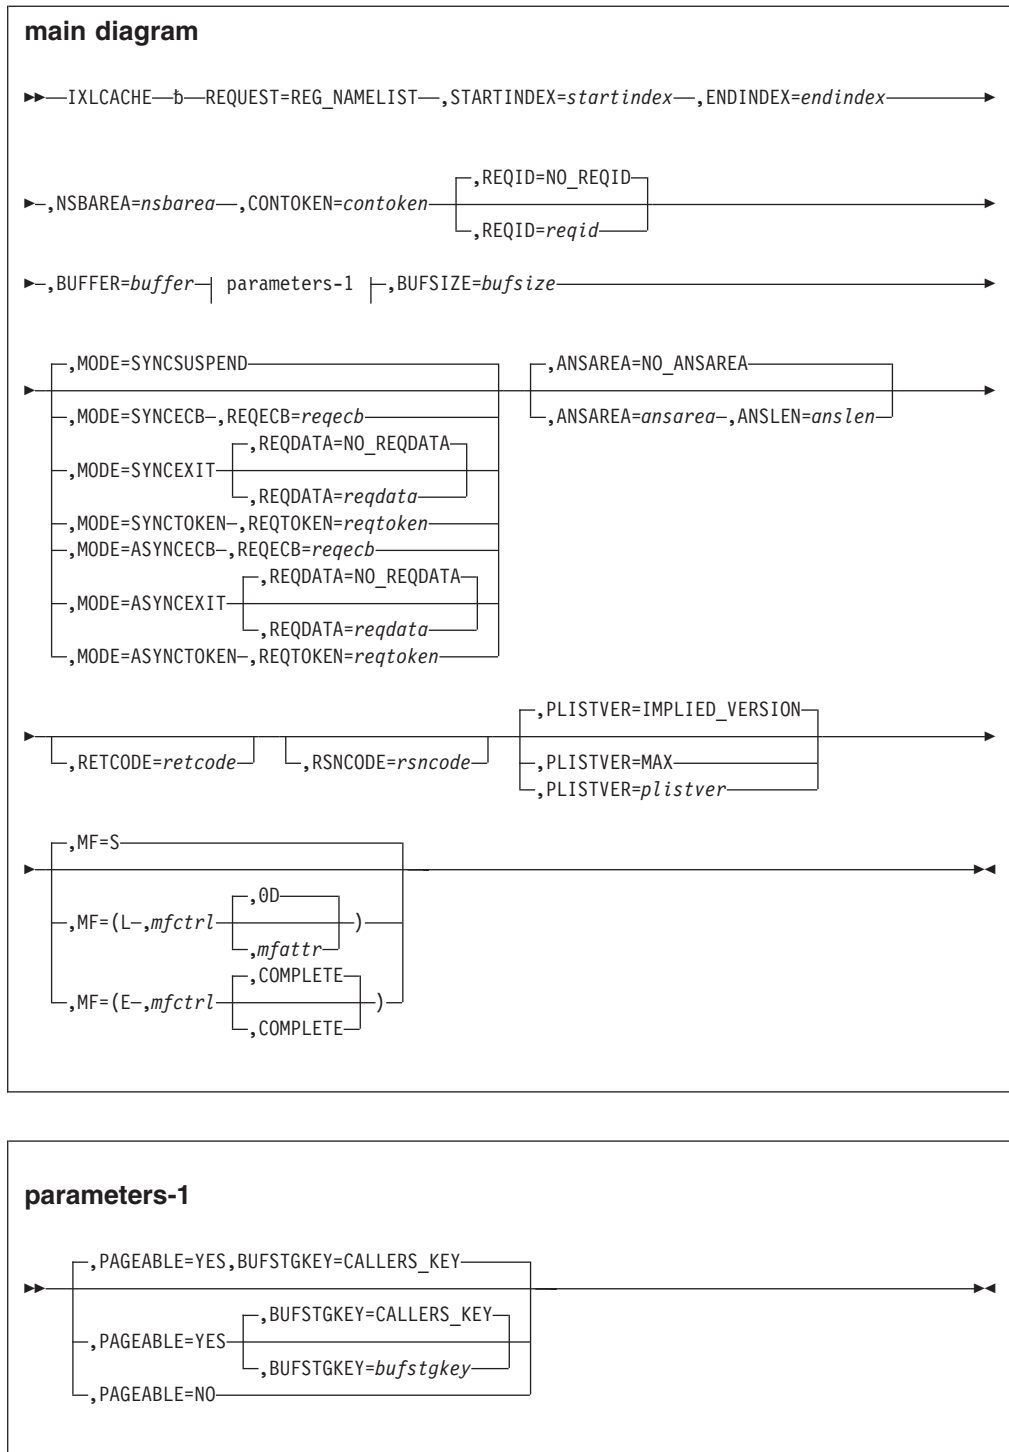 main diagram
IXLCACHE ƀ REQUEST=REG_NAMELIST ,STARTINDEX=startindex ,ENDINDEX=endindex
,REQID=NO_REQID
,NSBAREA=nsbarea ,CONTOKEN=contoken
,REQID=reqid
,BUFFER=buffer parameters-1 ,BUFSIZE=bufsize
,MODE=SYNCSUSPEND ,ANSAREA=NO_ANSAREA
,MODE=SYNCECB ,REQECB=reqecb ,ANSAREA=ansarea ,ANSLEN=anslen
,REQDATA=NO_REQDATA
,MODE=SYNCEXIT
,REQDATA=reqdata
,MODE=SYNCTOKEN ,REQTOKEN=reqtoken
,MODE=ASYNCECB ,REQECB=reqecb
,REQDATA=NO_REQDATA
,MODE=ASYNCEXIT
,REQDATA=reqdata
,MODE=ASYNCTOKEN ,REQTOKEN=reqtoken
,PLISTVER=IMPLIED_VERSION
,RETCODE=retcode ,RSNCODE=rsncode ,PLISTVER=MAX
,PLISTVER=plistver
,MF=S
,0D
,MF=(L ,mfctrl )
,mfattr
,COMPLETE
,MF=(E ,mfctrl )
,COMPLETE
parameters-1
,PAGEABLE=YES,BUFSTGKEY=CALLERS_KEY
,BUFSTGKEY=CALLERS_KEY
,PAGEABLE=YES
,BUFSTGKEY=bufstgkey
,PAGEABLE=NO